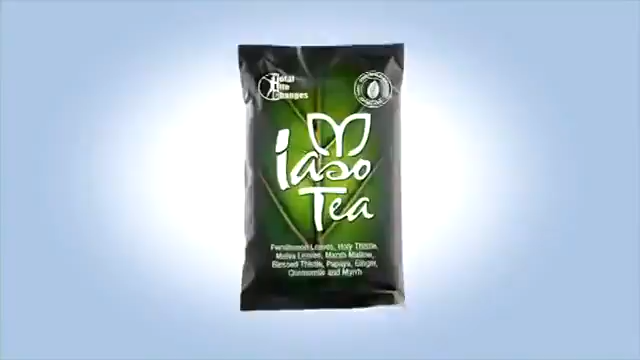 Total
Life
Changes
Iaso
Tea
Persimmon Leaves, Holy Thistle,
Malva Leaves, Marsh Mallow,
Blessed Thistle, Papaya, Ginger,
Chamomile and Myrrh